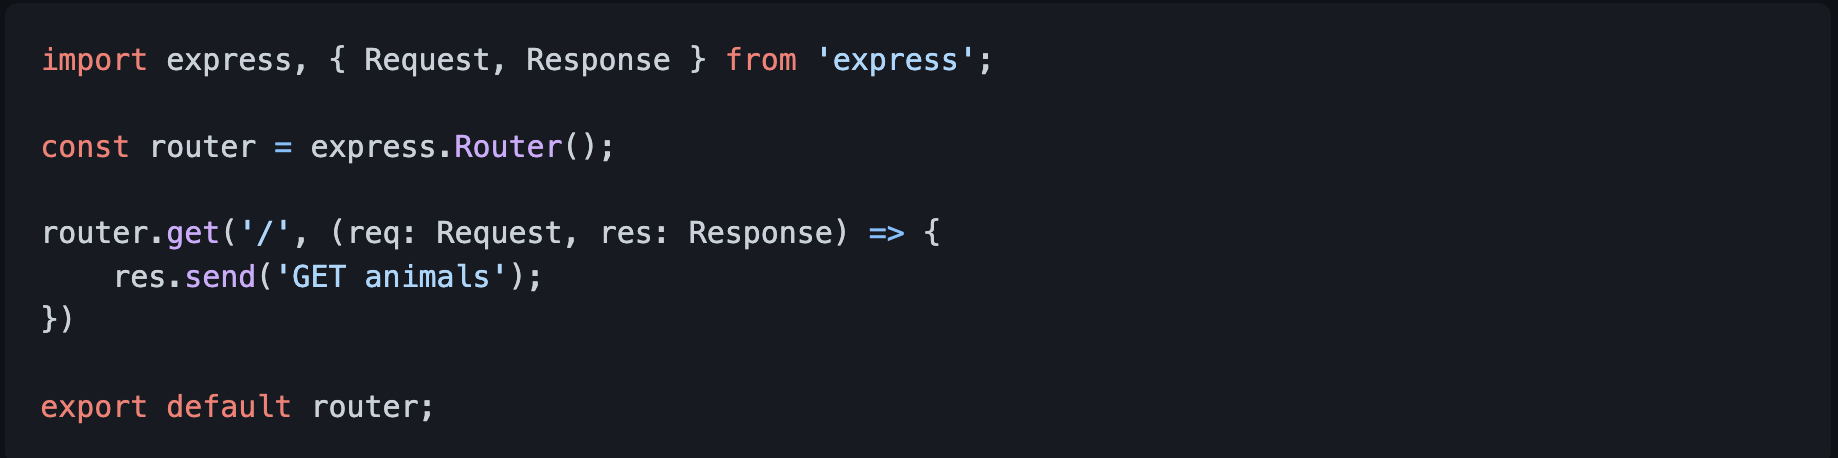 import express, { Request, Response } from 'express';
const router = express.Router();
router.get('/', (req: Request, res: Response) => {
    res.send('GET animals');
})
export default router;